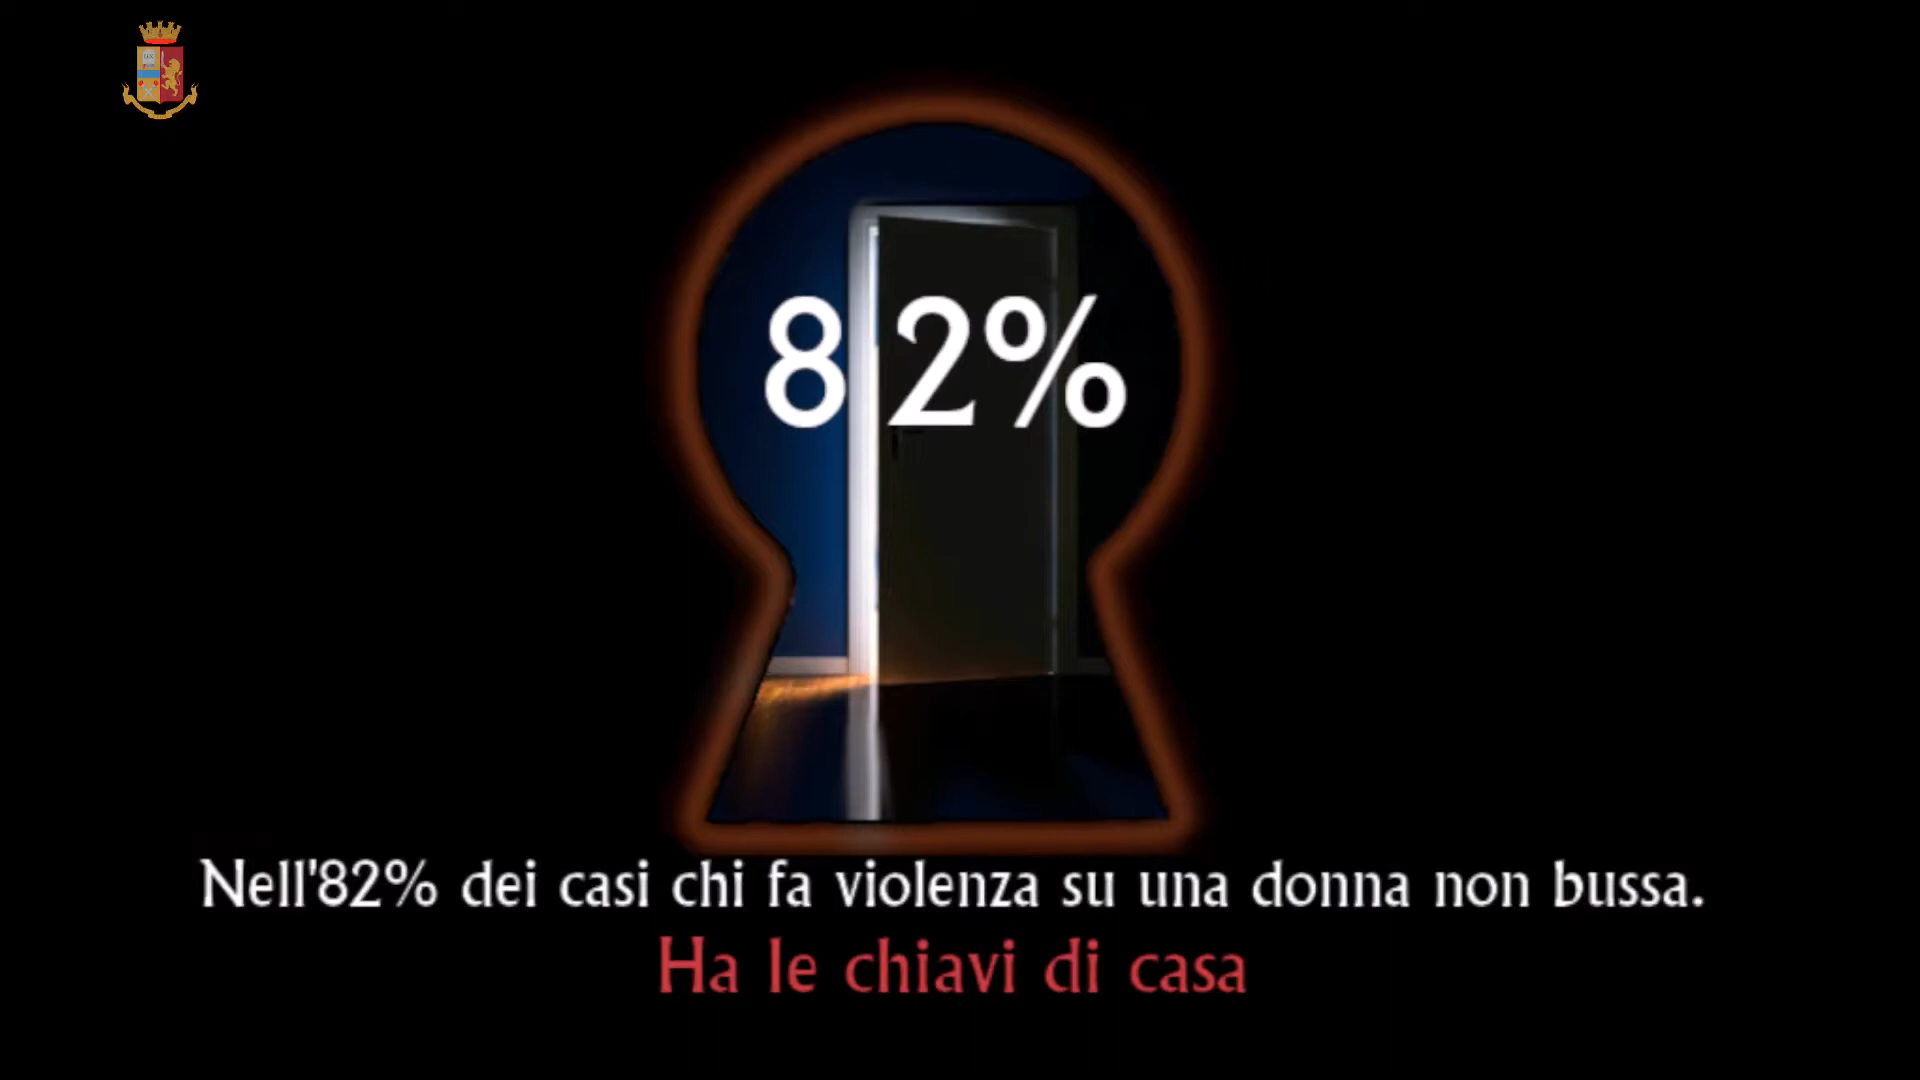 82%
Nell'82% dei casi chi fa violenza su una donna non bussa.
Ha le chiavi di casa